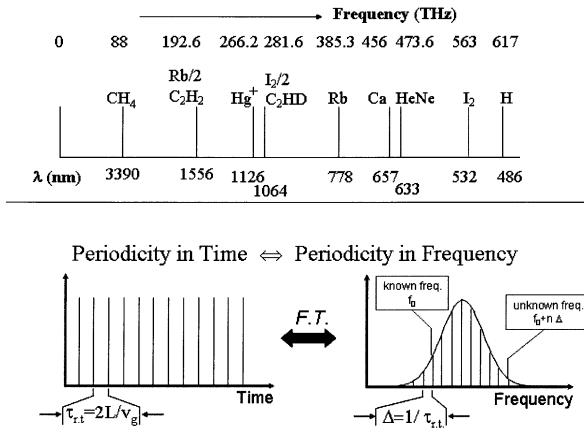 Frequency (THz)
0 88 192.6 266.2 281.6 385.3 456 473.6 563 617
Rb/2 I₂/2
CH₄ C₂H₂ Hg⁺ C₂HD Rb Ca HeNe I₂ H
λ (nm) 3390 1556 1126 778 657 532 486
1064 633
Periodicity in Time ⇔ Periodicity in Frequency
known freq.
f₀
unknown freq.
f₀+n Δ
F.T.
Time
Frequency
τr.t=2L/vg
Δ=1/ τr.t.